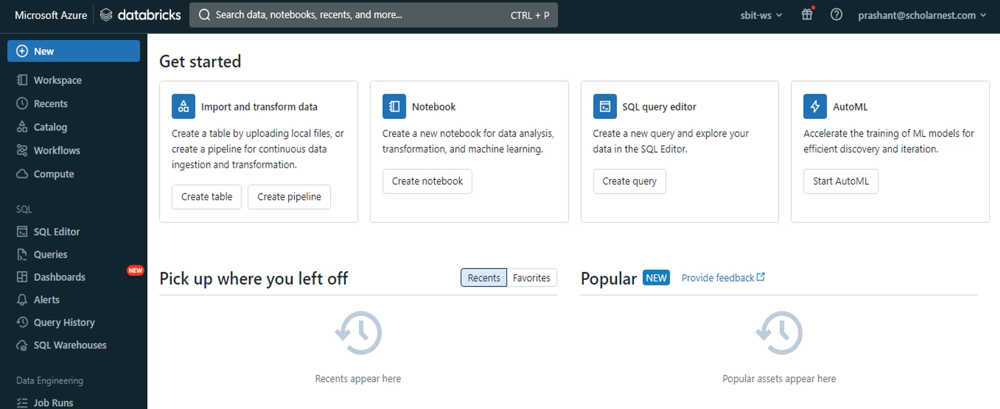 Microsoft Azure
databricks
Search data, notebooks, recents, and more...
CTRL + P
sbit-ws
prashant@scholarnest.com
New
Workspace
Recents
Catalog
Workflows
Compute
SQL
SQL Editor
Queries
Dashboards
NEW
Alerts
Query History
SQL Warehouses
Data Engineering
Job Runs
Get started
Import and transform data
Create a table by uploading local files, or
create a pipeline for continuous data
ingestion and transformation.
Create table
Create pipeline
Notebook
Create a new notebook for data analysis,
transformation, and machine learning.
Create notebook
SQL query editor
Create a new query and explore your
data in the SQL Editor.
Create query
AutoML
Accelerate the training of ML models for
efficient discovery and iteration.
Start AutoML
Pick up where you left off
Recents
Favorites
Recents appear here
Popular
NEW
Provide feedback
Popular assets appear here